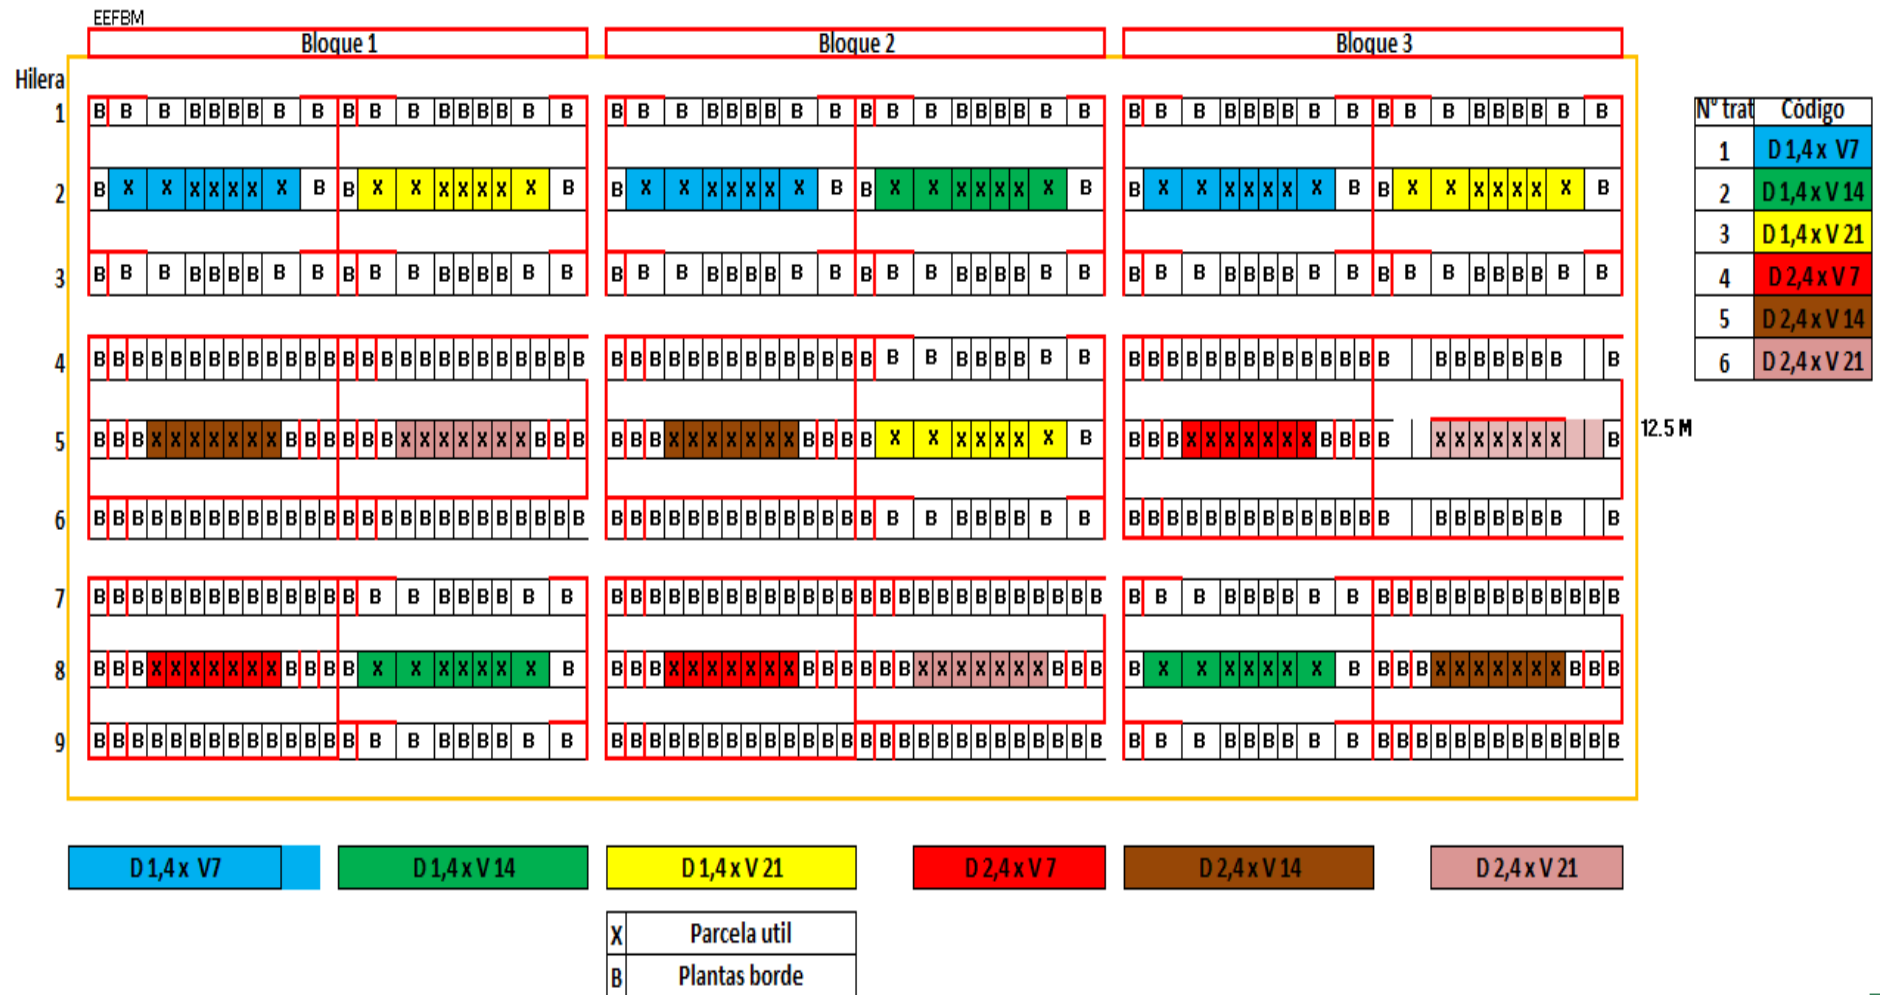 EEFBM
Bloque 1 Bloque 2 Bloque 3
Hilera
1 B B B B B B B B B B B B B B B B B B B B B B B B B B B B B B B B B B B B B B B B B B B B B B B B B B B B B B
2 B X X X X X X X B B X X X X X X X B B X X X X X X X B B X X X X X X X B B X X X X X X X B B X X X X X X X B
3 B B B B B B B B B B B B B B B B B B B B B B B B B B B B B B B B B B B B B B B B B B B B B B B B B B B B B B
4 B B B B B B B B B B B B B B B B B B B B B B B B B B B B B B B B B B B B B B B B B B B B B B B B B B B B B B B B B B B B B B B B B B B B B B
5 B B B X X X X X X X B B B B B B X X X X X X X B B B B B B X X X X X X X B B B B X X X X X X X B B B B X X X X X X X B B B B X X X X X X X B
12.5 M
6 B B B B B B B B B B B B B B B B B B B B B B B B B B B B B B B B B B B B B B B B B B B B B B B B B B B B B B B B B B B B B B B B B B B B B B
7 B B B B B B B B B B B B B B B B B B B B B B B B B B B B B B B B B B B B B B B B B B B B B B B B B B B B B B B B B B B B B B B B B B B B B B
8 B B B X X X X X X X B B B B X X X X X X X B B B B X X X X X X X B B B B B B X X X X X X X B B B B X X X X X X X B B B B X X X X X X X B B B
9 B B B B B B B B B B B B B B B B B B B B B B B B B B B B B B B B B B B B B B B B B B B B B B B B B B B B B B B B B B B B B B B B B B B B B B
N° trat Còdigo
1 D 1,4 x V7
2 D 1,4 x V 14
3 D 1,4 x V 21
4 D 2,4 x V 7
5 D 2,4 x V 14
6 D 2,4 x V 21
D 1,4 x V7 D 1,4 x V 14 D 1,4 x V 21 D 2,4 x V 7 D 2,4 x V 14 D 2,4 x V 21
X Parcela util
B Plantas borde